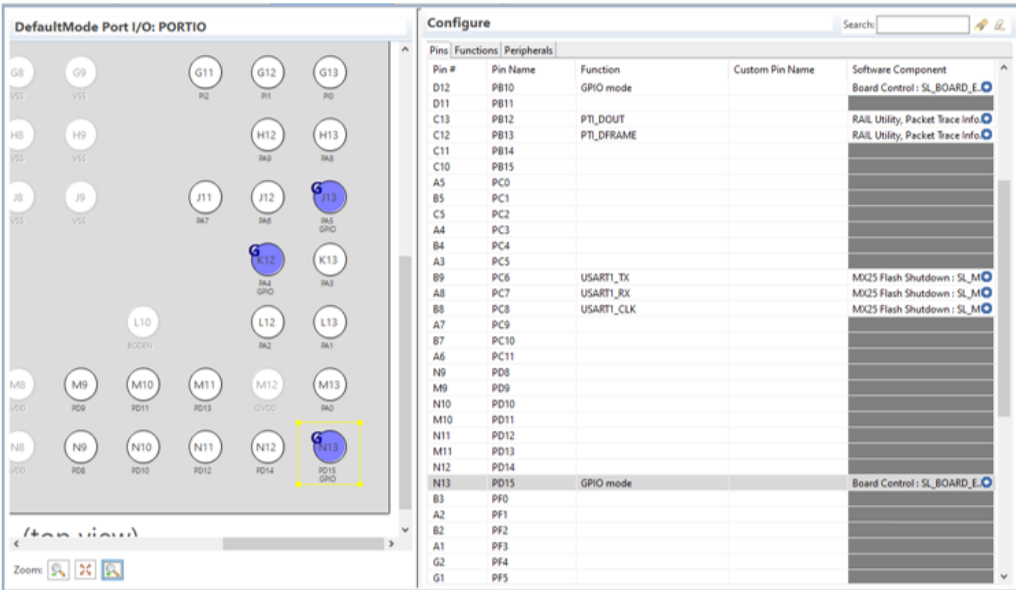 DefaultMode Port I/O: PORTIO
G8 G9 G11 G12 G13
VSS VSS PI2 PI1 PI0
H8 H9 H12 H13
VSS VSS PA9 PA8
J8 J9 J11 J12 G J13
VSS VSS PA7 PA6 PA5
GPIO
G K12 K13
PA4 PA3
GPIO
L10 L12 L13
BODEN PA2 PA1
M8 M9 M10 M11 M12 M13
VDD PD9 PD11 PD13 IOVDD PA0
N8 N9 N10 N11 N12 G N13
VDD PD8 PD10 PD12 PD14 PD15
GPIO
(top view)
Zoom:
Configure
Search:
Pins Functions Peripherals
Pin # Pin Name Function Custom Pin Name Software Component
D12 PB10 GPIO mode Board Control : SL_BOARD_E..
D11 PB11
C13 PB12 PTI_DOUT RAIL Utility, Packet Trace Info..
C12 PB13 PTI_DFRAME RAIL Utility, Packet Trace Info..
C11 PB14
C10 PB15
A5 PC0
B5 PC1
C5 PC2
A4 PC3
B4 PC4
A3 PC5
B9 PC6 USART1_TX MX25 Flash Shutdown : SL_M
A8 PC7 USART1_RX MX25 Flash Shutdown : SL_M
B8 PC8 USART1_CLK MX25 Flash Shutdown : SL_M
A7 PC9
B7 PC10
A6 PC11
N9 PD8
M9 PD9
N10 PD10
M10 PD11
N11 PD12
M11 PD13
N12 PD14
N13 PD15 GPIO mode Board Control : SL_BOARD_E..
B3 PF0
A2 PF1
B2 PF2
A1 PF3
G2 PF4
G1 PF5